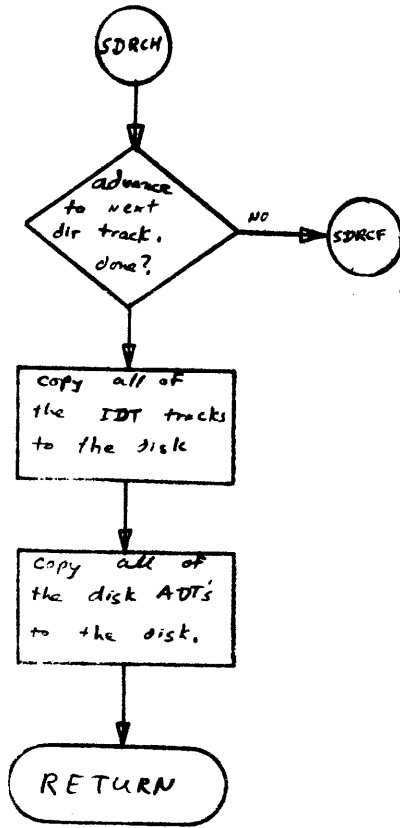 SDRCH
advance
to next
dir track.
done?
NO
SDRCF
copy all of
the IDT tracks
to the disk
copy all of
the disk ADT's
to the disk.
RETURN